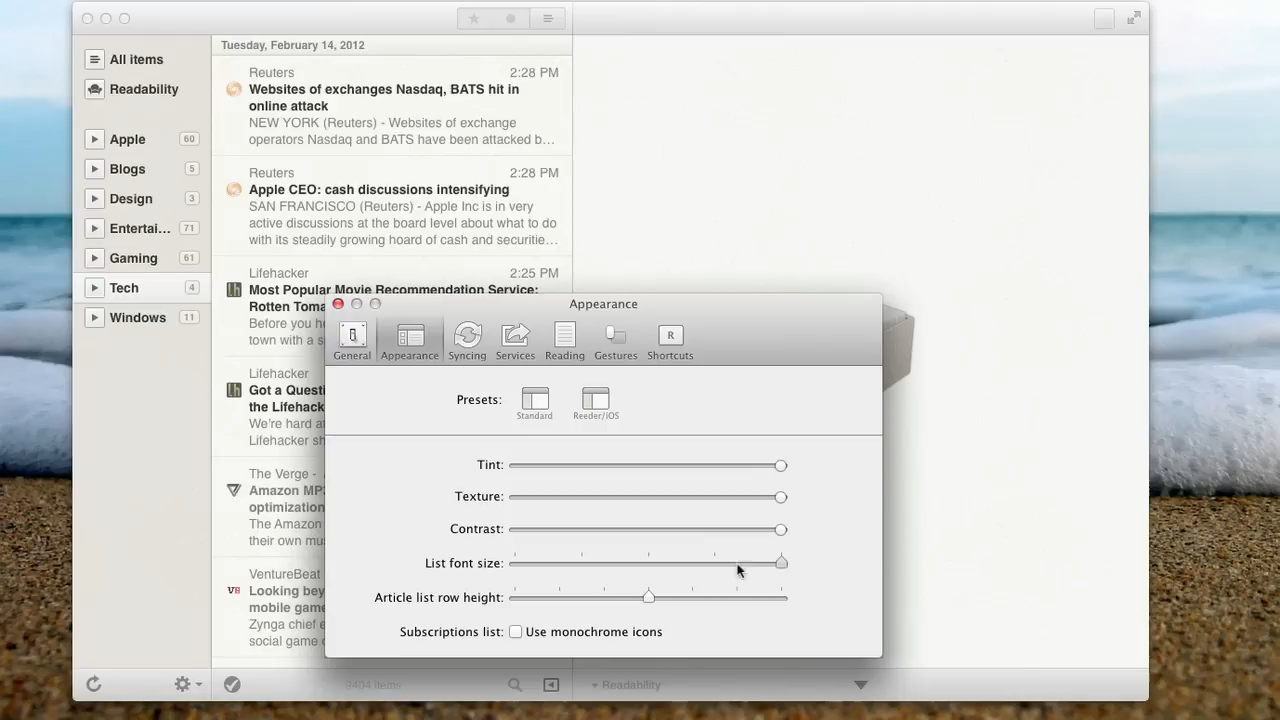 Tuesday, February 14, 2012
All items
Readability
Apple 60
Blogs 5
Design 3
Entertai... 71
Gaming 61
Tech 4
Windows 11
Reuters 2:28 PM
Websites of exchanges Nasdaq, BATS hit in
online attack
NEW YORK (Reuters) - Websites of exchange
operators Nasdaq and BATS have been attacked b...
Reuters 2:28 PM
Apple CEO: cash discussions intensifying
SAN FRANCISCO (Reuters) - Apple Inc is in very
active discussions at the board level about what to do
with its steadily growing hoard of cash and securitie...
Lifehacker 2:25 PM
Most Popular Movie Recommendation Service:
Rotten Toma
Before you h
town with a s
Lifehacker
Got a Questi
the Lifehack
We're hard a
Lifehacker sh
The Verge -
Amazon MP3
optimization
The Amazon
their own mus
VentureBeat
Looking bey
mobile game
Zynga chief e
social game c
9404 items
Readability
Appearance
General
Appearance
Syncing
Services
Reading
Gestures
R
Shortcuts
Presets:
Standard
Reeder/iOS
Tint:
Texture:
Contrast:
List font size:
Article list row height:
Subscriptions list: Use monochrome icons